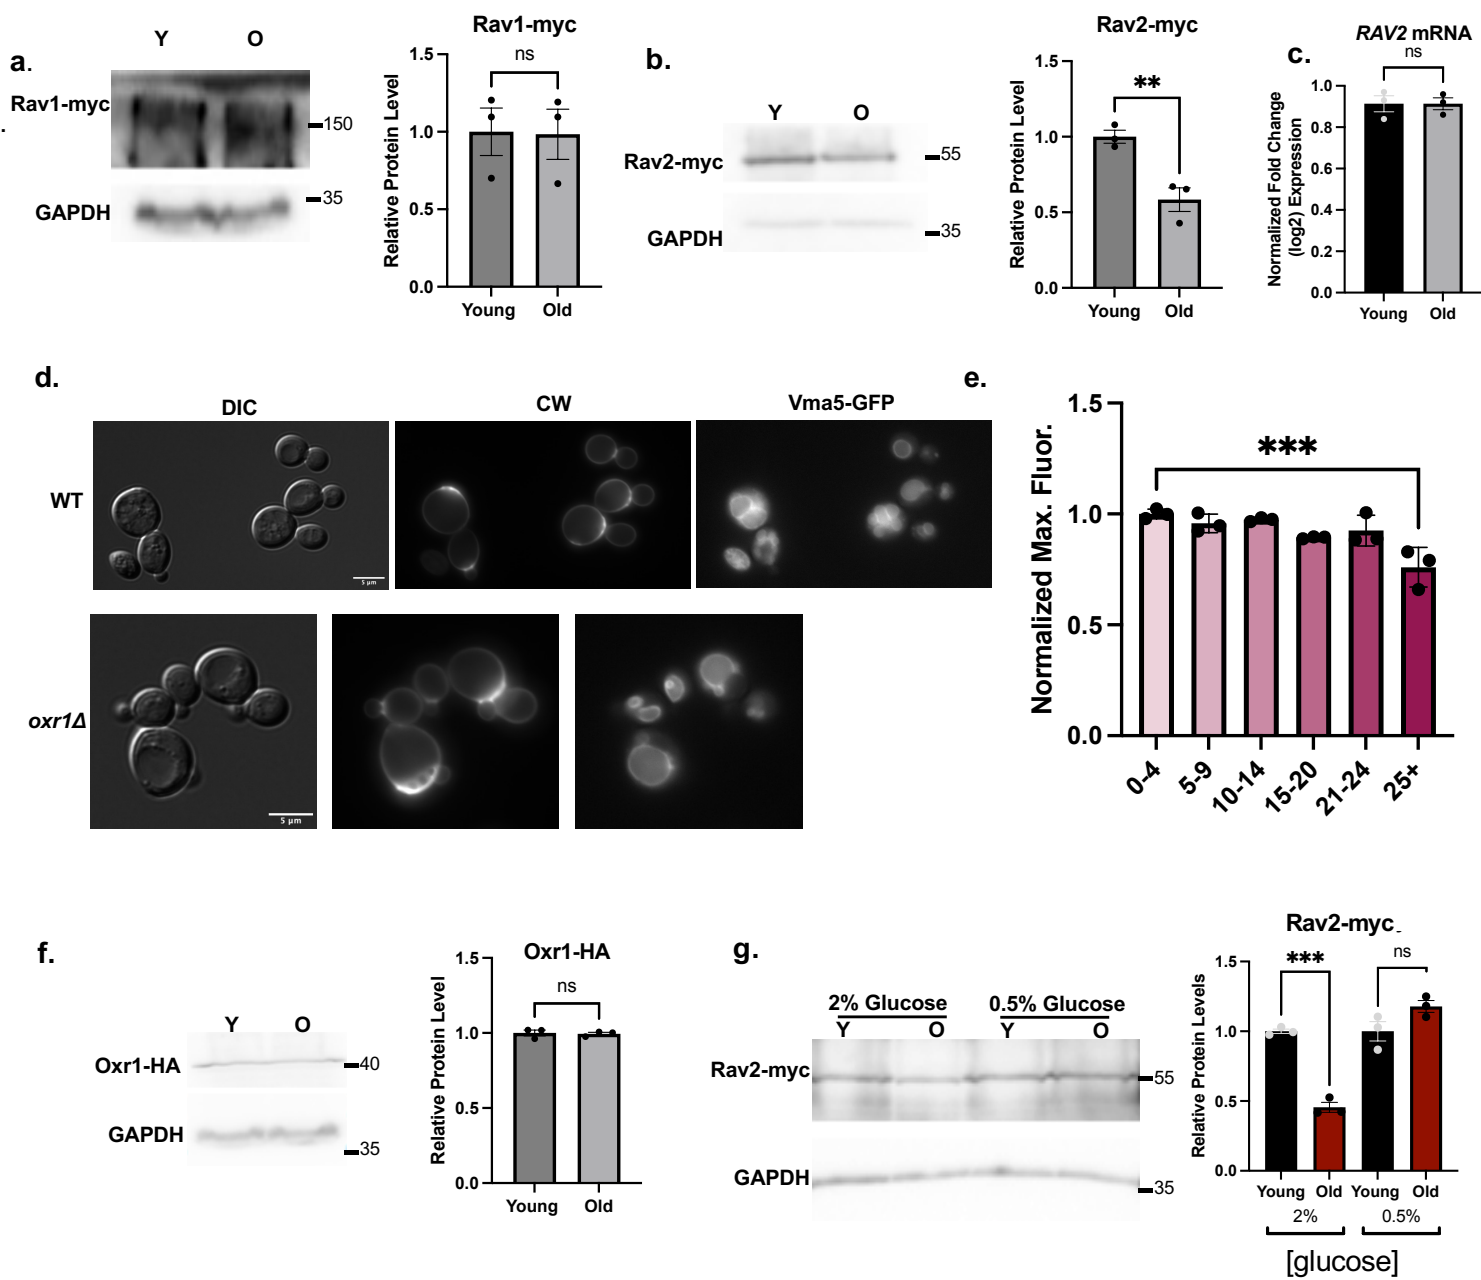 a.
Y O
Rav1-myc
150
35
GAPDH
.
Rav1-myc
ns
Relative Protein Level
1.5
1.0
0.5
0.0
Young Old
b.
Y O
Rav2-myc
55
GAPDH
35
Rav2-myc
**
Relative Protein Level
1.5
1.0
0.5
0.0
Young Old
c.
RAV2 mRNA
ns
Normalized Fold Change
(log2) Expression
1.0
0.8
0.6
0.4
0.2
0.0
Young Old
d.
DIC CW Vma5-GFP
WT
5 µm
oxr1Δ
5 µm
e.
***
Normalized Max. Fluor.
1.5
1.0
0.5
0.0
0-4 5-9 10-14 15-20 21-24 25+
f.
Y O
Oxr1-HA
40
GAPDH
35
Oxr1-HA
ns
Relative Protein Level
1.5
1.0
0.5
0.0
Young Old
g.
2% Glucose 0.5% Glucose
Y O Y O
Rav2-myc
55
GAPDH
35
Rav2-myc
*** ns
Relative Protein Levels
1.5
1.0
0.5
0.0
Young Old Young Old
2% 0.5%
[glucose]